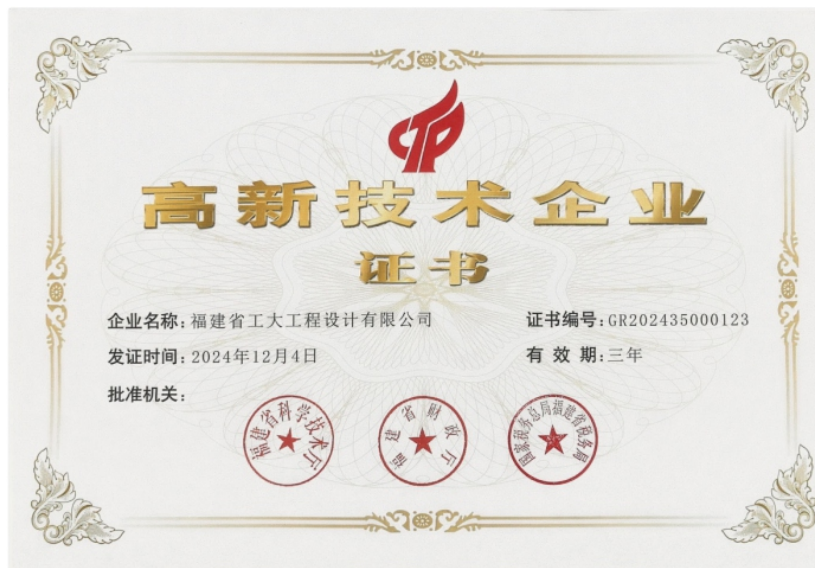 高新技术企业
证书
企业名称：福建省工大工程设计有限公司
证书编号：GR202435000123
发证时间：2024年12月4日
有效期：三年
批准机关：
福建省科学技术厅
福建省财政厅
国家税务总局福建省税务局